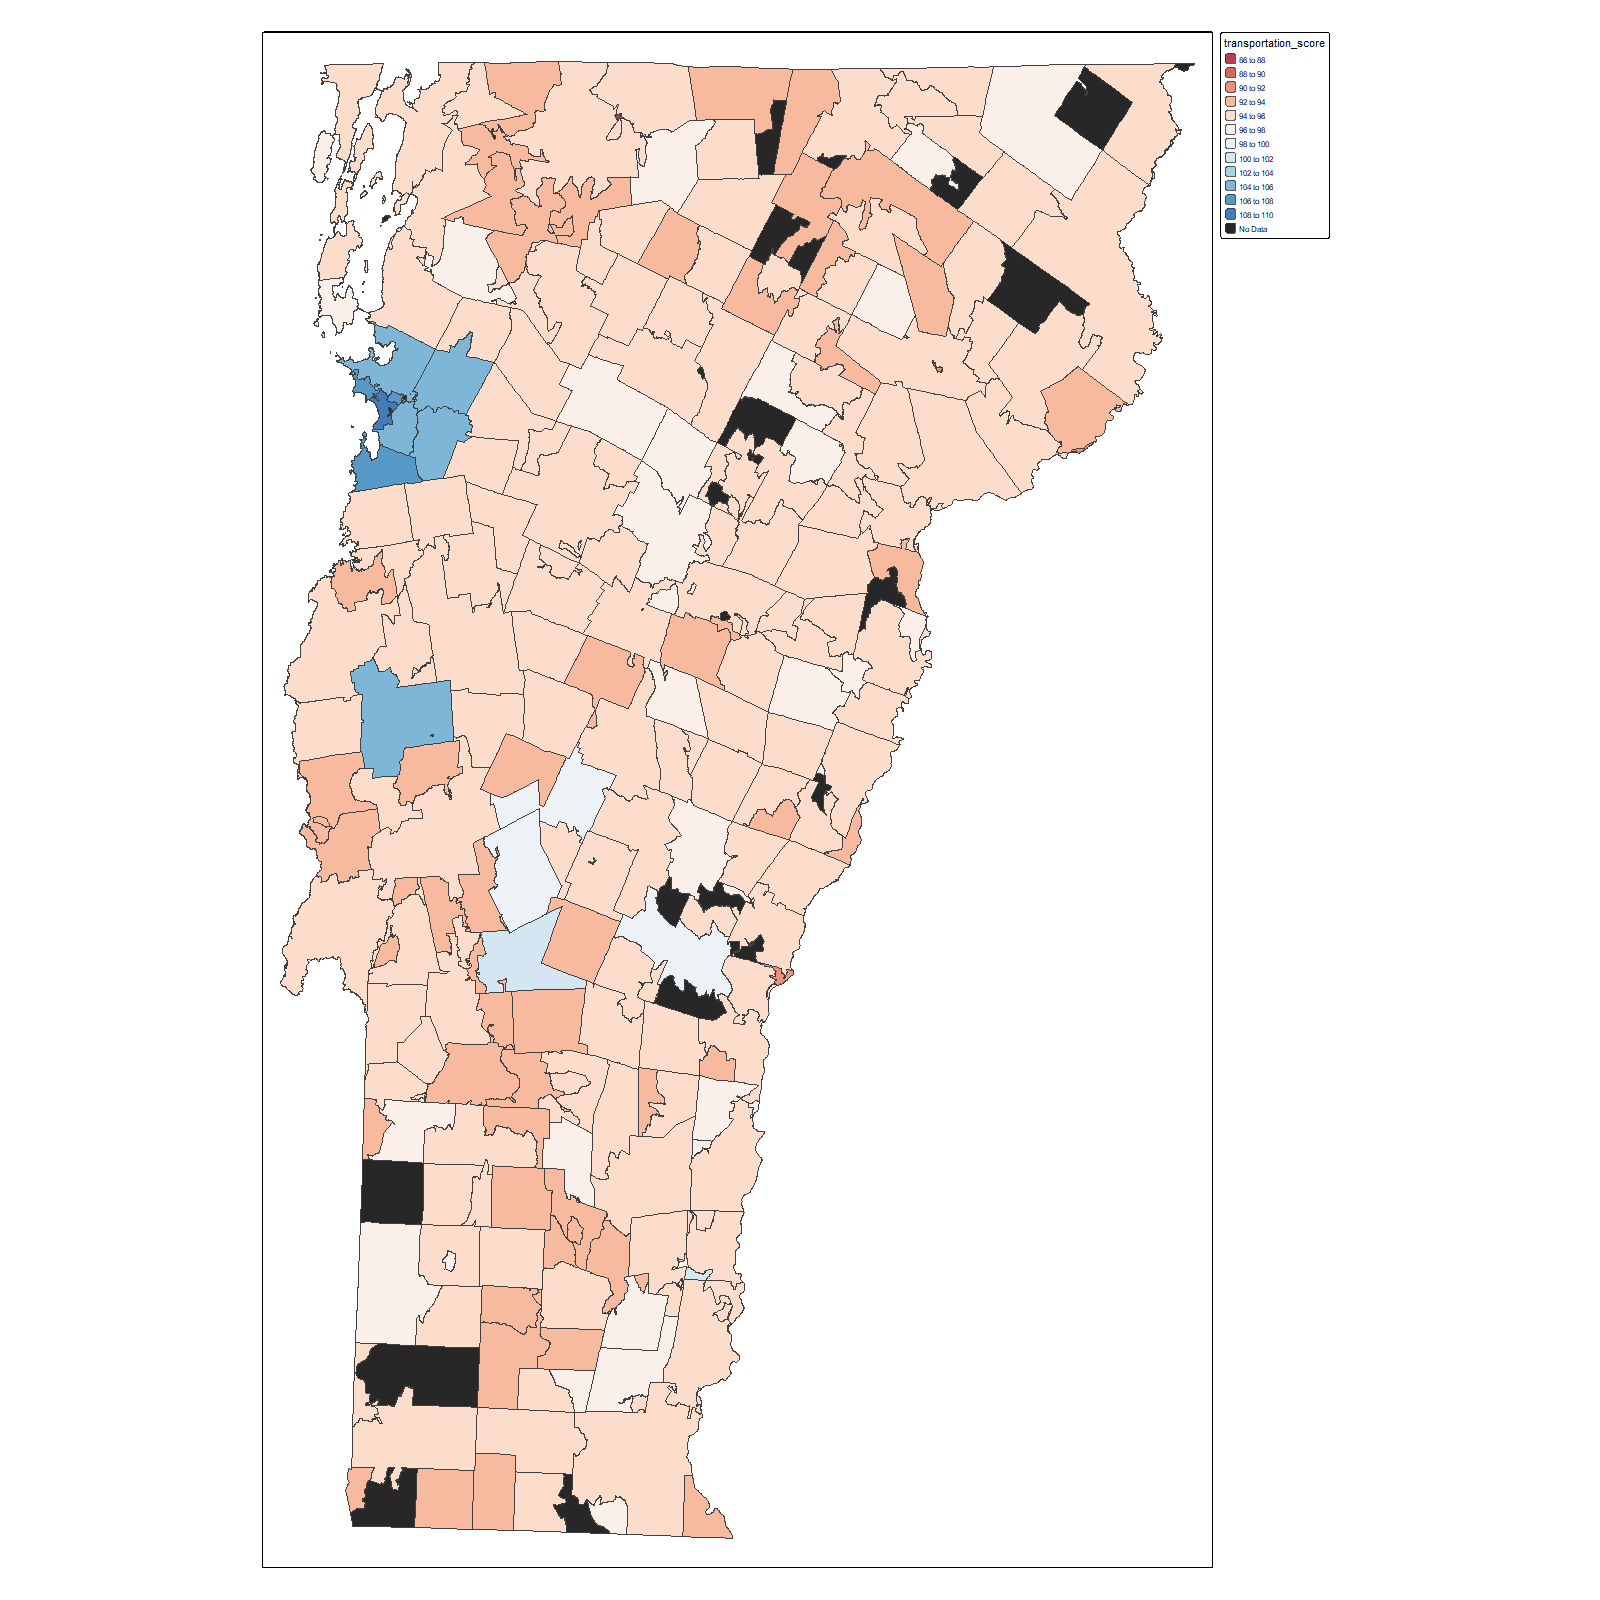 transportation_score
86 to 88
88 to 90
90 to 92
92 to 94
94 to 96
96 to 98
98 to 100
100 to 102
102 to 104
104 to 106
106 to 108
108 to 110
No Data